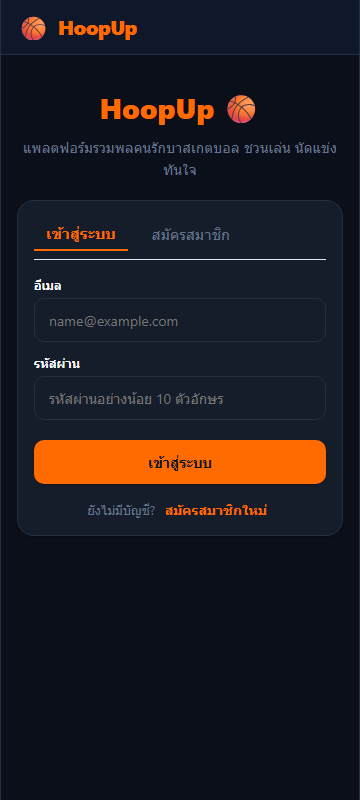 🏀 HoopUp
HoopUp 🏀
แพลตฟอร์มรวมพลคนรักบาสเกตบอล ชวนเล่น นัดแข่ง
ทันใจ
เข้าสู่ระบบ สมัครสมาชิก
อีเมล
name@example.com
รหัสผ่าน
รหัสผ่านอย่างน้อย 10 ตัวอักษร
เข้าสู่ระบบ
ยังไม่มีบัญชี? สมัครสมาชิกใหม่